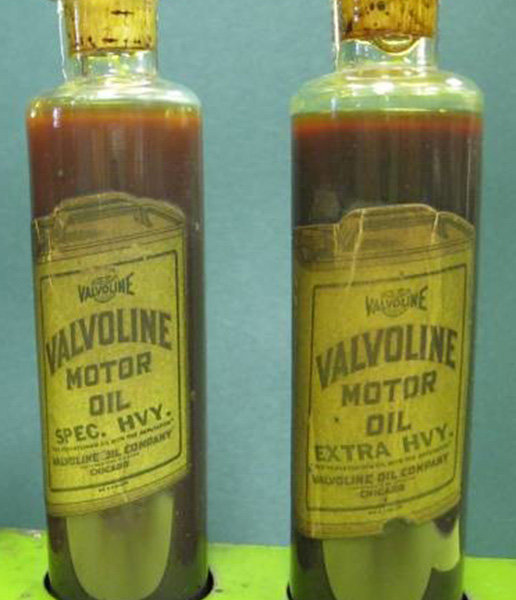 VALVOLINE
VALVOLINE
MOTOR
OIL
SPEC. HVY.
VALVOLINE OIL COMPANY
CHICAGO
VALVOLINE
VALVOLINE
MOTOR
OIL
EXTRA HVY.
VALVOLINE OIL COMPANY
CHICAGO